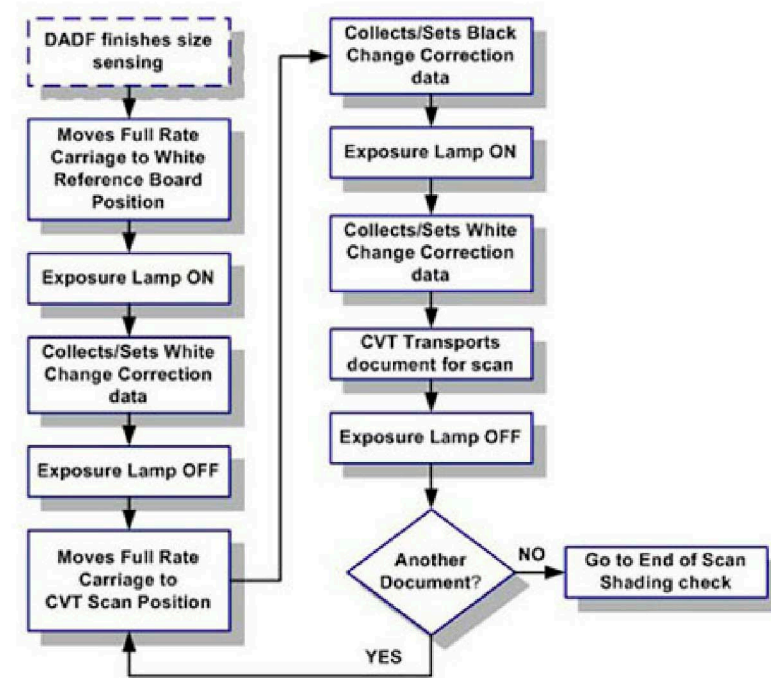 DADF finishes size
sensing
Moves Full Rate
Carriage to White
Reference Board
Position
Exposure Lamp ON
Collects/Sets White
Change Correction
data
Exposure Lamp OFF
Moves Full Rate
Carriage to
CVT Scan Position
Collects/Sets Black
Change Correction
data
Exposure Lamp ON
Collects/Sets White
Change Correction
data
CVT Transports
document for scan
Exposure Lamp OFF
Another
Document?
NO
Go to End of Scan
Shading check
YES